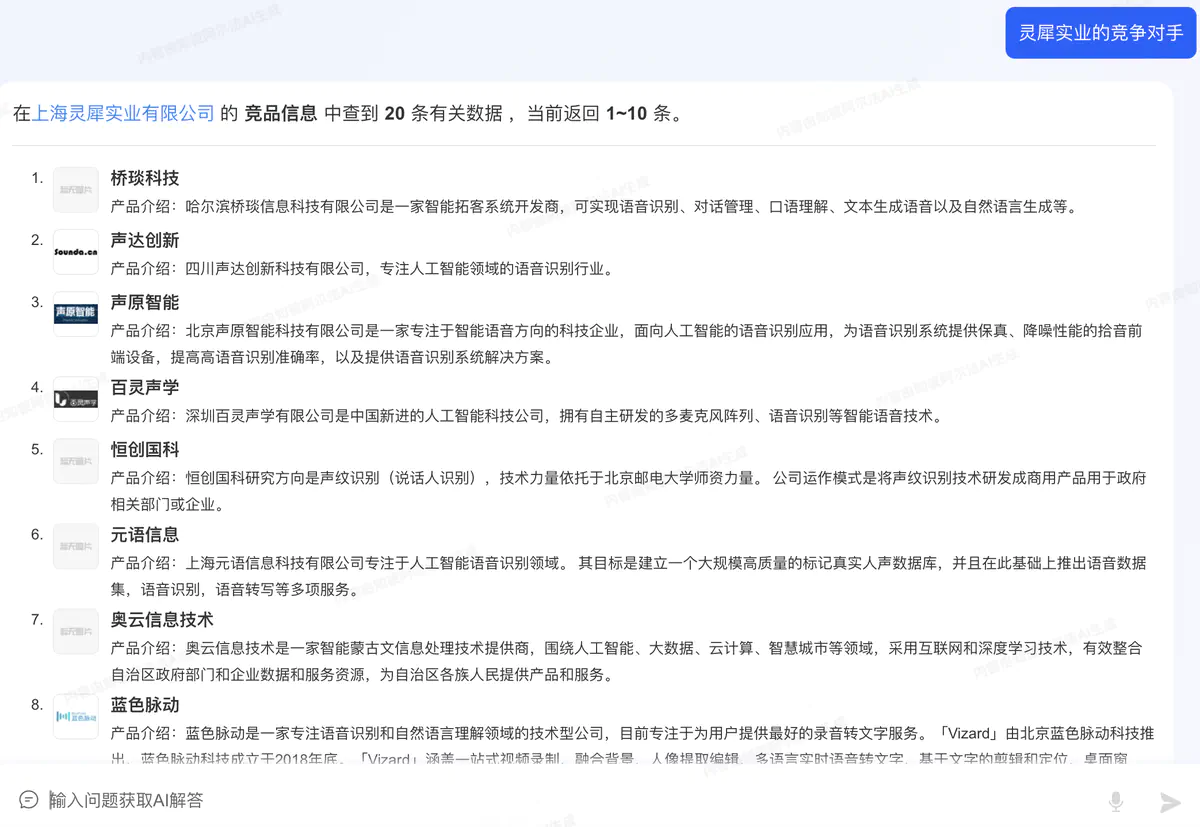 灵犀实业的竞争对手
在上海灵犀实业有限公司 的 竞品信息 中查到 20 条有关数据 ，当前返回 1~10 条。
1. 暂无图片 桥琰科技
产品介绍：哈尔滨桥琰信息科技有限公司是一家智能拓客系统开发商，可实现语音识别、对话管理、口语理解、文本生成语音以及自然语言生成等。
2. Sounda.cn 声达创新
产品介绍：四川声达创新科技有限公司，专注人工智能领域的语音识别行业。
3. 声原智能 声原智能
产品介绍：北京声原智能科技有限公司是一家专注于智能语音方向的科技企业，面向人工智能的语音识别应用，为语音识别系统提供保真、降噪性能的拾音前
端设备，提高高语音识别准确率，以及提供语音识别系统解决方案。
4. 百灵声学 百灵声学
产品介绍：深圳百灵声学有限公司是中国新进的人工智能科技公司，拥有自主研发的多麦克风阵列、语音识别等智能语音技术。
5. 暂无图片 恒创国科
产品介绍：恒创国科研究方向是声纹识别（说话人识别），技术力量依托于北京邮电大学师资力量。 公司运作模式是将声纹识别技术研发成商用产品用于政府
相关部门或企业。
6. 暂无图片 元语信息
产品介绍：上海元语信息科技有限公司专注于人工智能语音识别领域。 其目标是建立一个大规模高质量的标记真实人声数据库，并且在此基础上推出语音数据
集，语音识别，语音转写等多项服务。
7. 暂无图片 奥云信息技术
产品介绍：奥云信息技术是一家智能蒙古文信息处理技术提供商，围绕人工智能、大数据、云计算、智慧城市等领域，采用互联网和深度学习技术，有效整合
自治区政府部门和企业数据和服务资源，为自治区各族人民提供产品和服务。
8. 蓝色脉动 蓝色脉动
产品介绍：蓝色脉动是一家专注语音识别和自然语言理解领域的技术型公司，目前专注于为用户提供最好的录音转文字服务。「Vizard」由北京蓝色脉动科技推
出，蓝色脉动科技成立于2018年底。「Vizard」涵盖一站式视频录制、融合背景、人像提取编辑、多语言实时语音转文字、基于文字的剪辑和定位、桌面窗
输入问题获取AI解答